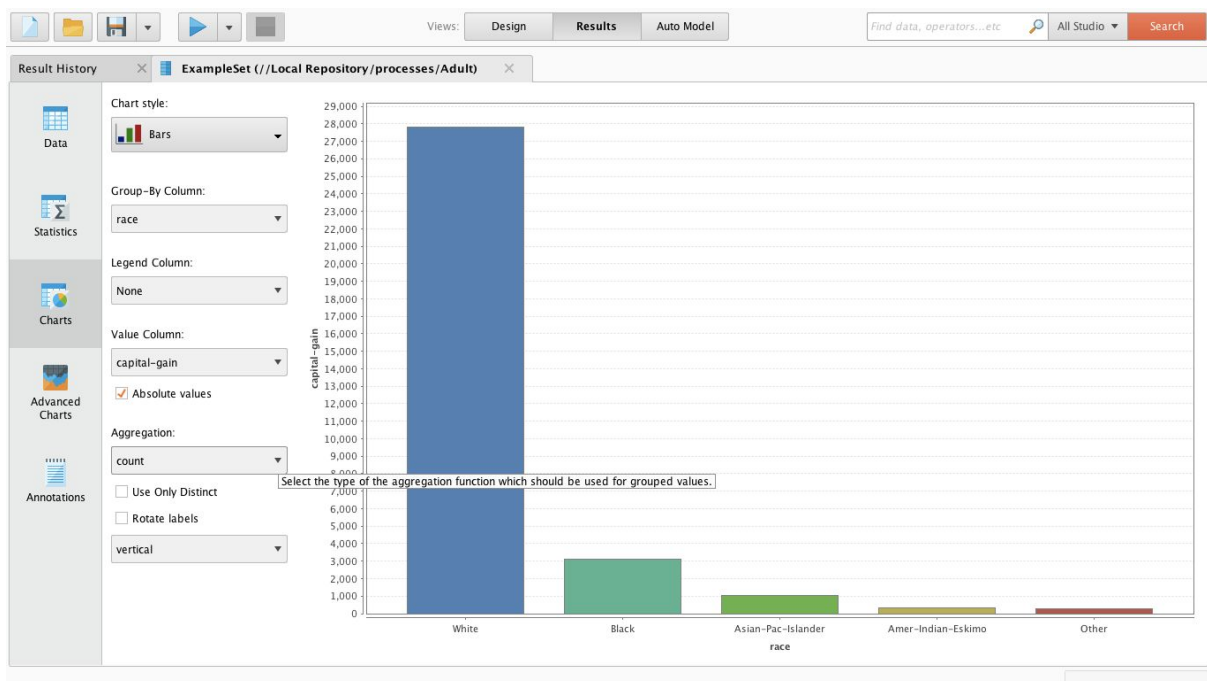 Views: Design Results Auto Model Find data, operators...etc All Studio Search
Result History ExampleSet (//Local Repository/processes/Adult)
Data
Statistics
Charts
Advanced
Charts
Annotations
Chart style:
Bars
Group-By Column:
race
Legend Column:
None
Value Column:
capital-gain
Absolute values
Aggregation:
count
Use Only Distinct
Rotate labels
vertical
Select the type of the aggregation function which should be used for grouped values.
capital-gain
29,000
28,000
27,000
26,000
25,000
24,000
23,000
22,000
21,000
20,000
19,000
18,000
17,000
16,000
15,000
14,000
13,000
12,000
11,000
10,000
9,000
8,000
7,000
6,000
5,000
4,000
3,000
2,000
1,000
0
White Black Asian-Pac-Islander Amer-Indian-Eskimo Other
race